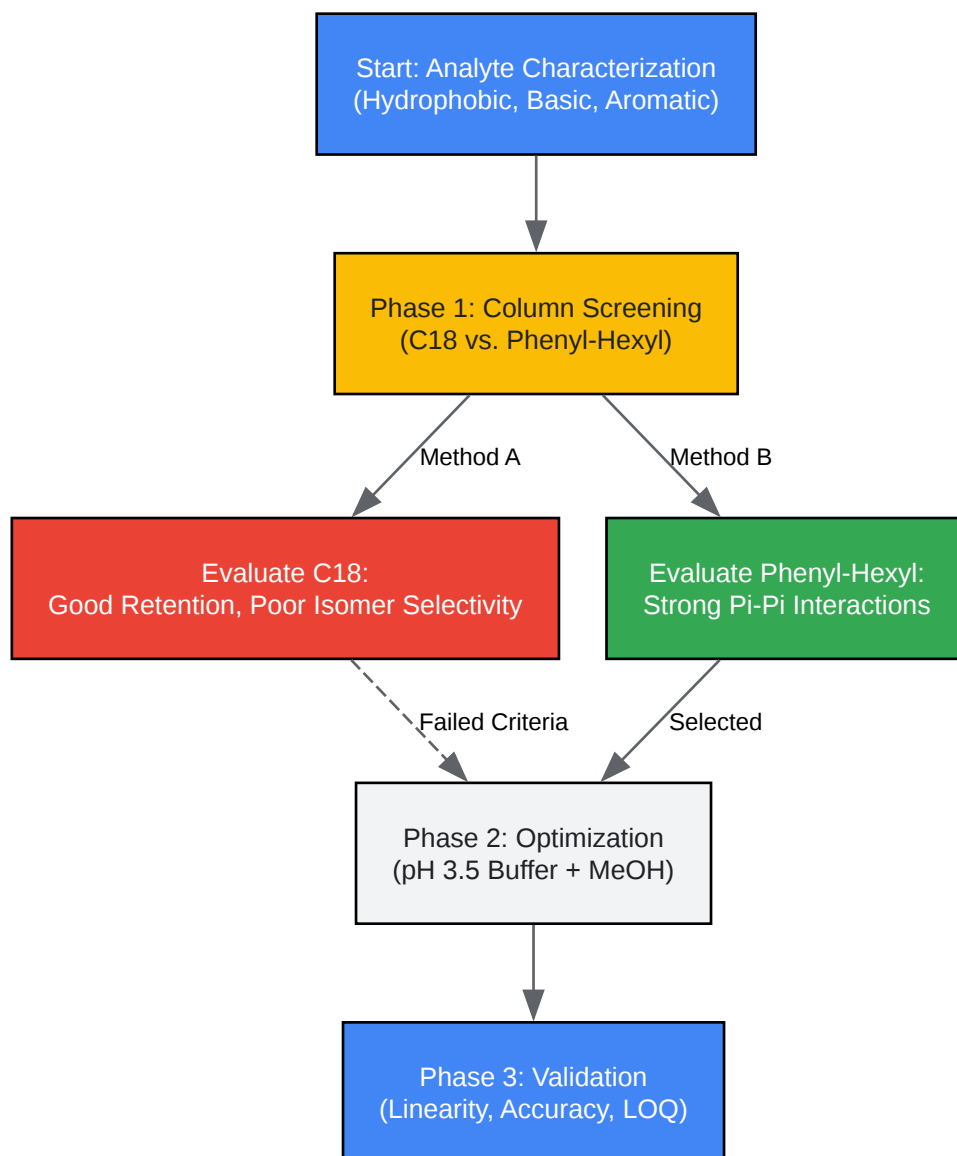 Start: Analyte Characterization
(Hydrophobic, Basic, Aromatic)
Phase 1: Column Screening
(C18 vs. Phenyl-Hexyl)
Method A
Method B
Evaluate C18:
Good Retention, Poor Isomer Selectivity
Evaluate Phenyl-Hexyl:
Strong Pi-Pi Interactions
Failed Criteria
Selected
Phase 2: Optimization
(pH 3.5 Buffer + MeOH)
Phase 3: Validation
(Linearity, Accuracy, LOQ)